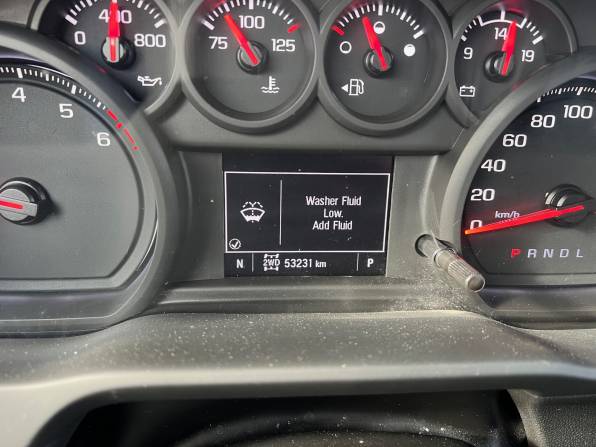 0 400 800
75 100 125
9 14 19
4 5 6
Washer Fluid
Low.
Add Fluid
N 2WD 53231 km P
100
80
60
40
20
0
km/h
P R N D L